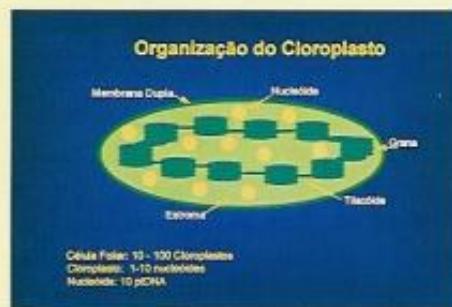 Organização do Cloroplasto
Membrana Dupla
Nucleóide
Grana
Tilacóide
Estroma
Célula Foliar: 10 - 100 Cloroplastos
Cloroplasto: 1-10 nucleóides
Nucleóide: 10 ptDNA